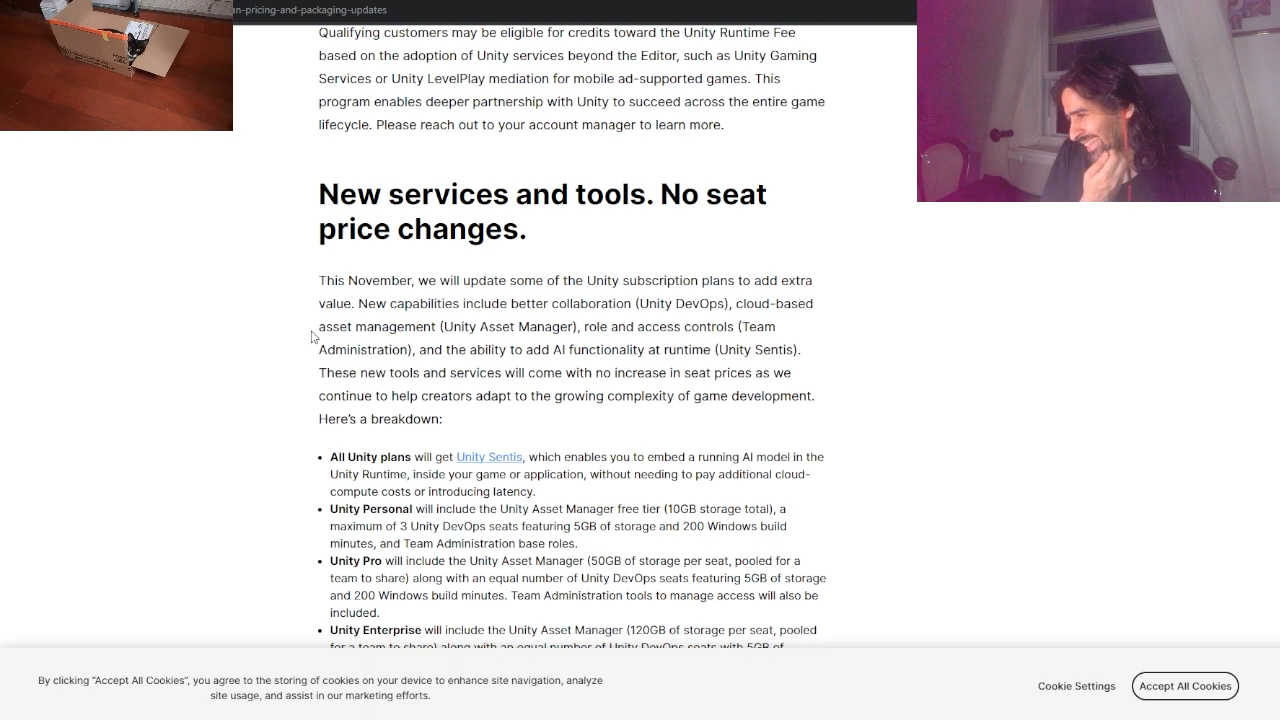 an-pricing-and-packaging-updates
Qualifying customers may be eligible for credits toward the Unity Runtime Fee
based on the adoption of Unity services beyond the Editor, such as Unity Gaming
Services or Unity LevelPlay mediation for mobile ad-supported games. This
program enables deeper partnership with Unity to succeed across the entire game
lifecycle. Please reach out to your account manager to learn more.
New services and tools. No seat
price changes.
This November, we will update some of the Unity subscription plans to add extra
value. New capabilities include better collaboration (Unity DevOps), cloud-based
asset management (Unity Asset Manager), role and access controls (Team
Administration), and the ability to add AI functionality at runtime (Unity Sentis).
These new tools and services will come with no increase in seat prices as we
continue to help creators adapt to the growing complexity of game development.
Here's a breakdown:
• All Unity plans will get Unity Sentis, which enables you to embed a running AI model in the
Unity Runtime, inside your game or application, without needing to pay additional cloud-
compute costs or introducing latency.
• Unity Personal will include the Unity Asset Manager free tier (10GB storage total), a
maximum of 3 Unity DevOps seats featuring 5GB of storage and 200 Windows build
minutes, and Team Administration base roles.
• Unity Pro will include the Unity Asset Manager (50GB of storage per seat, pooled for a
team to share) along with an equal number of Unity DevOps seats featuring 5GB of storage
and 200 Windows build minutes. Team Administration tools to manage access will also be
included.
• Unity Enterprise will include the Unity Asset Manager (120GB of storage per seat, pooled
for a team to share) along with an equal number of Unity DevOps seats with 5GB of
By clicking "Accept All Cookies", you agree to the storing of cookies on your device to enhance site navigation, analyze
site usage, and assist in our marketing efforts.
Cookie Settings
Accept All Cookies